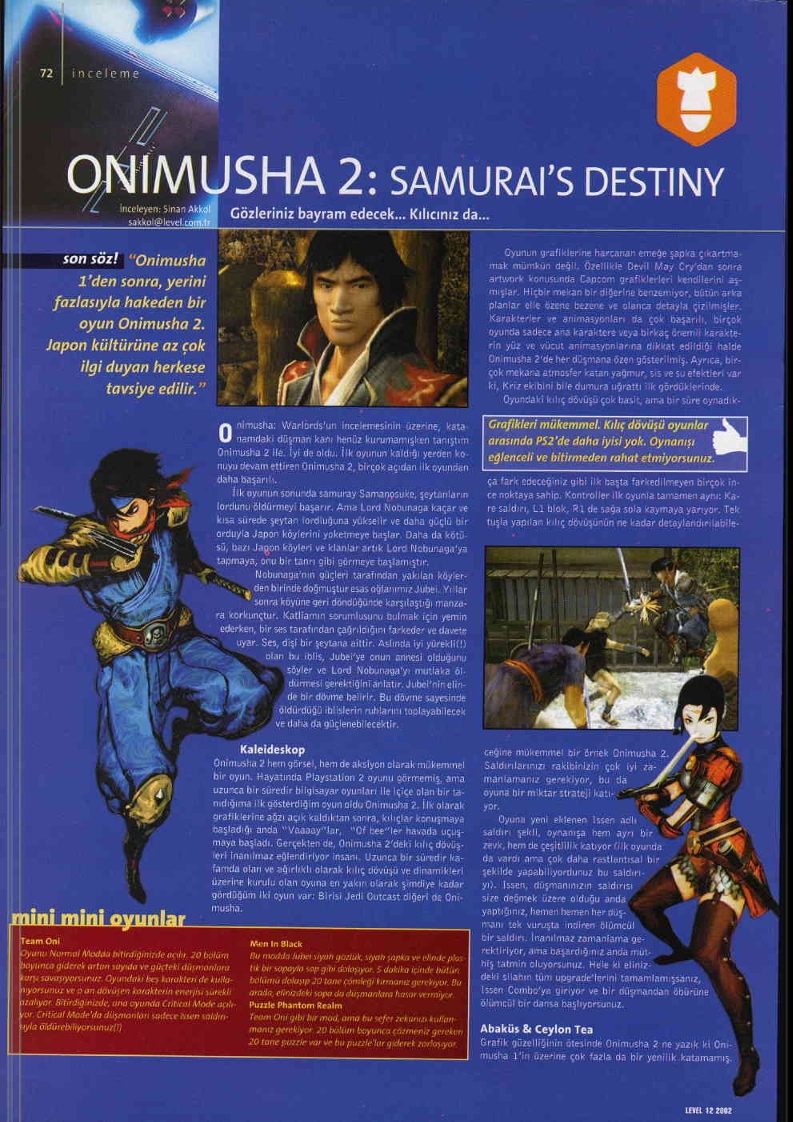 72 inceleme
ONIMUSHA 2: SAMURAI'S DESTINY
İnceleyen: Sinan Akkol
sakkol@level.com.tr
Gözleriniz bayram edecek... Kılıcınız da...
son söz! "Onimusha
1'den sonra, yerini
fazlasıyla hakeden bir
oyun Onimusha 2.
Japon kültürüne az çok
ilgi duyan herkese
tavsiye edilir."
Onimusha: Warlords'un incelemesinin üzerine, kata-
namdaki düşman kanı henüz kurumamışken tanıştım
Onimusha 2 ile. İyi de oldu. İlk oyunun kaldığı yerden ko-
nuyu devam ettiren Onimusha 2, birçok açıdan ilk oyundan
daha başarılı.
İlk oyunun sonunda samuray Samanosuke, şeytanların
lordunu öldürmeyi başarır. Ama Lord Nobunaga kaçar ve
kısa sürede şeytan lordluğuna yükselir ve daha güçlü bir
orduyla Japon köylerini yoketmeye başlar. Daha da kötü-
sü, bazı Japon köyleri ve klanlar artık Lord Nobunaga'ya
tapmaya, onu bir tanrı gibi görmeye başlamıştır.
Nobunaga'nın güçleri tarafından yakılan köyler-
den birinde doğmuştur esas oğlanımız Jubei. Yıllar
sonra köyüne geri döndüğünde karşılaştığı manza-
ra korkunçtur. Katliamın sorumlusunu bulmak için yemin
ederken, bir ses tarafından çağrıldığını farkeder ve davete
uyar. Ses, dişi bir şeytana aittir. Aslında iyi yürekli(!)
olan bu iblis, Jubei'ye onun annesi olduğunu
söyler ve Lord Nobunaga'yı mutlaka öl-
dürmesi gerektiğini anlatır. Jubei'nin elin-
de bir dövme belirir. Bu dövme sayesinde
öldürdüğü iblislerin ruhlarını toplayabilecek
ve daha da güçlenebilecektir.
Kaleideskop
Onimusha 2 hem görsel, hem de aksiyon olarak mükemmel
bir oyun. Hayatında Playstation 2 oyunu görmemiş, ama
uzunca bir süredir bilgisayar oyunları ile içiçe olan bir ta-
nıdığıma ilk gösterdiğim oyun oldu Onimusha 2. İlk olarak
grafiklerine ağzı açık kaldıktan sonra, kılıçlar konuşmaya
başladığı anda "Vaaaay"lar, "Of bee"ler havada uçuş-
maya başladı. Gerçekten de, Onimusha 2'deki kılıç dövüş-
leri inanılmaz eğlendiriyor insanı. Uzunca bir süredir ka-
famda olan ve ağırlıklı olarak kılıç dövüşü ve dinamikleri
üzerine kurulu olan oyuna en yakın olarak şimdiye kadar
gördüğüm iki oyun var: Birisi Jedi Outcast diğeri de Oni-
musha.
Oyunun grafiklerine harcanan emeğe şapka çıkartma-
mak mümkün değil. Özellikle Devil May Cry'dan sonra
artwork konusunda Capcom grafikleri kendilerini aş-
mışlar. Hiçbir mekan bir diğerine benzemiyor, bütün arka
planlar elle özene bezene ve olanca detayla çizilmişler.
Karakterler ve animasyonları da çok başarılı, birçok
oyunda sadece ana karaktere veya birkaç önemli karakte-
rin yüz ve vücut animasyonlarına dikkat edildiği halde
Onimusha 2'de her düşmana özen gösterilmiş. Ayrıca, bir-
çok mekana atmosfer katan yağmur, sis ve su efektleri var
ki, Kriz ekibini bile dumura uğrattı ilk gördüklerinde.
Oyundaki kılıç dövüşü çok basit, ama bir süre oynadık-
Grafikleri mükemmel. Kılıç dövüşü oyunlar
arasında PS2'de daha iyisi yok. Oynanışı
eğlenceli ve bitirmeden rahat etmiyorsunuz.
ça fark edeceğiniz gibi ilk başta farkedilmeyen birçok in-
ce noktaya sahip. Kontroller ilk oyunla tamamen aynı: Ka-
re saldırı, L1 blok, R1 de sağa sola kaymaya yarıyor. Tek
tuşla yapılan kılıç dövüşünün ne kadar detaylandırılabile-
ceğine mükemmel bir örnek Onimusha 2.
Saldırılarınızı rakibinizin çok iyi za-
manlamanız gerekiyor, bu da
oyuna bir miktar strateji katı-
yor.
Oyuna yeni eklenen Issen adlı
saldırı şekli, oynanışa hem ayrı bir
zevk, hem de çeşitlilik katıyor (ilk oyunda
da vardı ama çok daha rastlantısal bir
şekilde yapabiliyordunuz bu saldırı-
yı). Issen, düşmanınızın saldırısı
size değmek üzere olduğu anda
yaptığınız, hemen hemen her düş-
manı tek vuruşta indiren ölümcül
bir saldırı. İnanılmaz zamanlama ge-
rektiriyor, ama başardığınız anda müt-
hiş tatmin oluyorsunuz. Hele ki eliniz-
deki silahın tüm upgrade'lerini tamamlamışsanız,
Issen Combo'ya giriyor ve bir düşmandan öbürüne
ölümcül bir dansa başlıyorsunuz.
Abaküs & Ceylon Tea
Grafik güzelliğinin ötesinde Onimusha 2 ne yazık ki Oni-
musha 1'in üzerine çok fazla da bir yenilik katamamış.
mini mini oyunlar
Team Oni
Oyunu Normal Modda bitirdiğinizde açılır. 20 bölüm
boyunca giderek artan sayıda ve güçteki düşmanlara
karşı savaşıyorsunuz. Oyundaki beş karakteri de kulla-
nıyorsunuz ve o an dövüşen karakterin enerjisi sürekli
azalıyor. Bitirdiğinizde, ana oyunda Critical Mode açılı-
yor. Critical Mode'da düşmanları sadece Issen saldırı-
sıyla öldürebiliyorsunuz(!)
Men In Black
Bu modda Jubei siyah gözlük, siyah şapka ve elinde plas-
tik bir sopayla sap gibi dolaşıyor. 5 dakika içinde bütün
bölümü dolaşıp 20 tane çömleği kırmanız gerekiyor. Bu
arada, elinizdeki sopa da düşmanlara hasar vermiyor.
Puzzle Phantom Realm
Team Oni gibi bir mod, ama bu sefer zekanızı kullan-
manız gerekiyor. 20 bölüm boyunca çözmeniz gereken
20 tane puzzle var ve bu puzzle'lar giderek zorlaşıyor.
LEVEL 12 2002